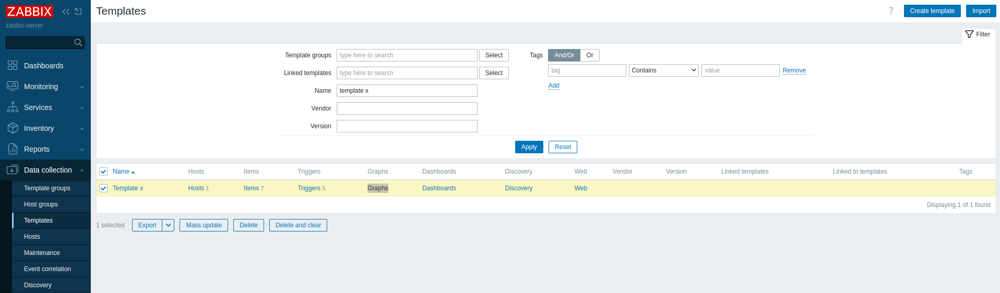 ZABBIX
zabbix-server
Dashboards
Monitoring
Services
Inventory
Reports
Data collection
Template groups
Host groups
Templates
Hosts
Maintenance
Event correlation
Discovery
Templates
? Create template Import
Filter
Template groups type here to search Select Tags And/Or Or
tag Contains value Remove
Linked templates type here to search Select
Add
Name template x
Vendor
Version
Apply Reset
Name Hosts Items Triggers Graphs Dashboards Discovery Web Vendor Version Linked templates Linked to templates Tags
Template x Hosts 1 Items 7 Triggers 5 Graphs Dashboards Discovery Web
Displaying 1 of 1 found
1 selected Export Mass update Delete Delete and clear